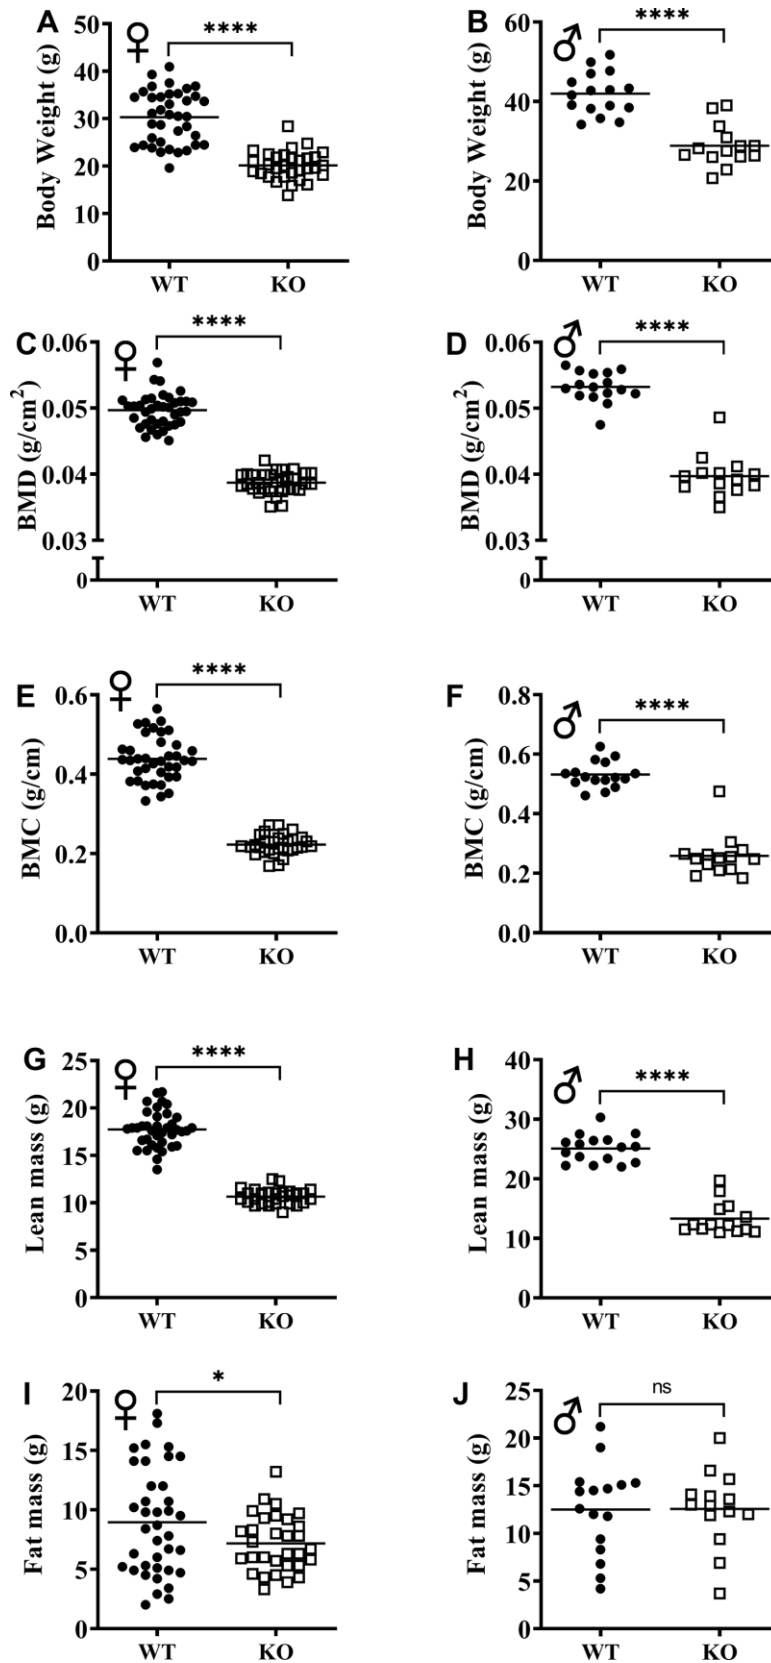 A
♀
****
Body Weight (g)
50
40
30
20
10
0
WT
KO
B
♂
****
Body Weight (g)
60
40
20
0
WT
KO
C
♀
****
BMD (g/cm²)
0.06
0.05
0.04
0.03
0
WT
KO
D
♂
****
BMD (g/cm²)
0.06
0.05
0.04
0.03
0
WT
KO
E
♀
****
BMC (g/cm)
0.6
0.4
0.2
0.0
WT
KO
F
♂
****
BMC (g/cm)
0.8
0.6
0.4
0.2
0.0
WT
KO
G
♀
****
Lean mass (g)
25
20
15
10
5
0
WT
KO
H
♂
****
Lean mass (g)
40
30
20
10
0
WT
KO
I
♀
*
Fat mass (g)
20
15
10
5
0
WT
KO
J
♂
ns
Fat mass (g)
25
20
15
10
5
0
WT
KO